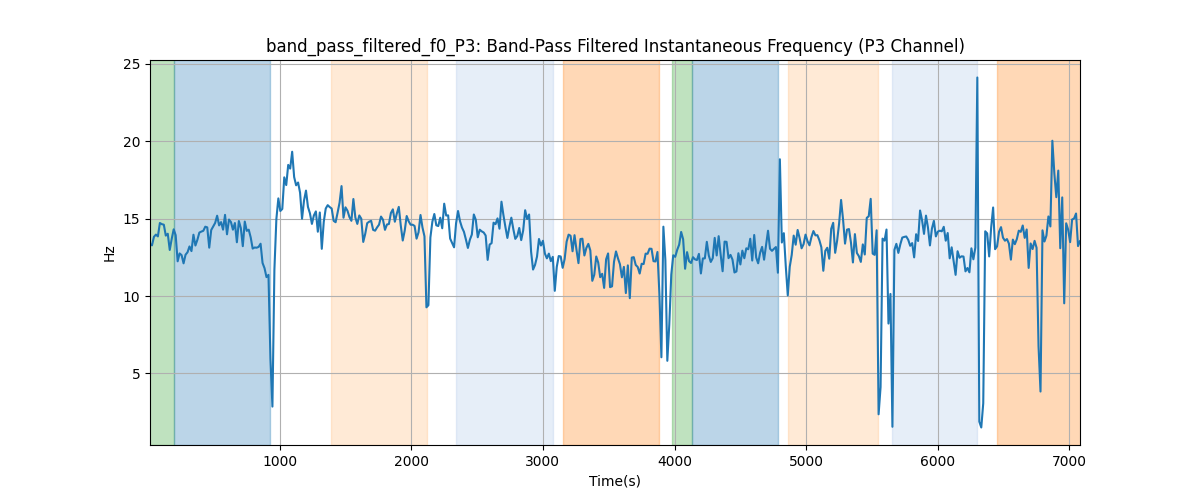 band_pass_filtered_f0_P3: Band-Pass Filtered Instantaneous Frequency (P3 Channel)
25
20
15
10
5
Hz
1000 2000 3000 4000 5000 6000 7000
Time(s)